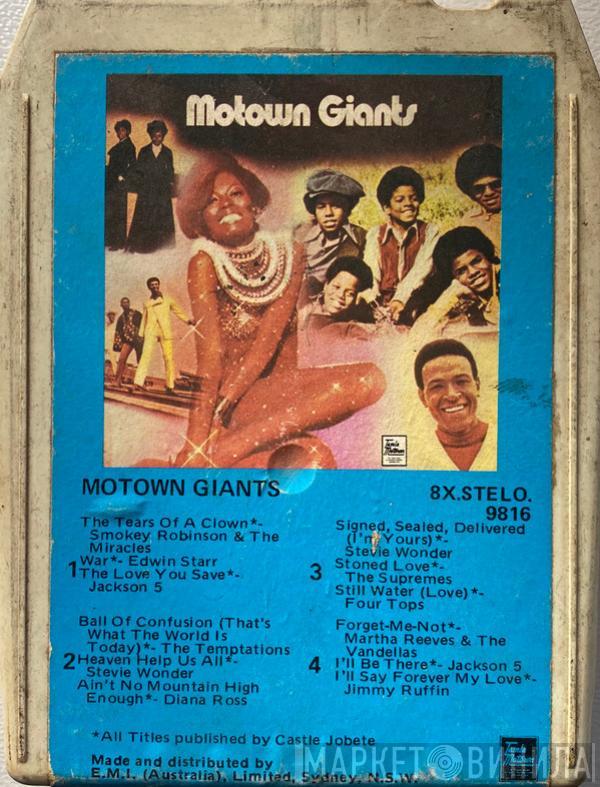 Motown Giants
Tamla
Motown
MOTOWN GIANTS
8X.STELO.
9816
The Tears Of A Clown*-
Smokey Robinson & The
Miracles
1 War*- Edwin Starr
The Love You Save*-
Jackson 5
Ball Of Confusion (That's
What The World Is
Today)*- The Temptations
2 Heaven Help Us All*-
Stevie Wonder
Ain't No Mountain High
Enough*- Diana Ross
Signed, Sealed, Delivered
(I'm Yours)*-
Stevie Wonder
3 Stoned Love*-
The Supremes
Still Water (Love)*-
Four Tops
Forget-Me-Not*-
Martha Reeves & The
Vandellas
4 I'll Be There*- Jackson 5
I'll Say Forever My Love*-
Jimmy Ruffin
*All Titles published by Castle Jobete
Made and distributed by
E.M.I. (Australia), Limited, Sydney, N.S.W.
Tamla
Motown
МАРКЕТ ВИНИЛА